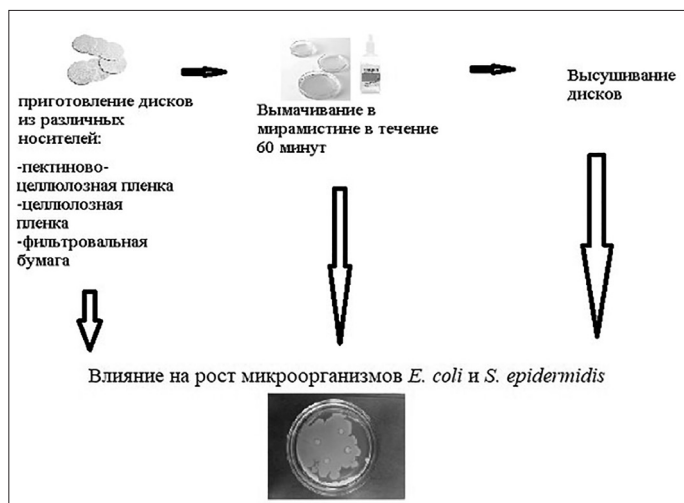 приготовление дисков
из различных
носителей:
-пектиново-
целлюлозная пленка
-целлюлозная
пленка
-фильтровальная
бумага
Вымачивание в
мирамистине в течение
60 минут
Высушивание
дисков
Влияние на рост микроорганизмов E. coli и S. epidermidis